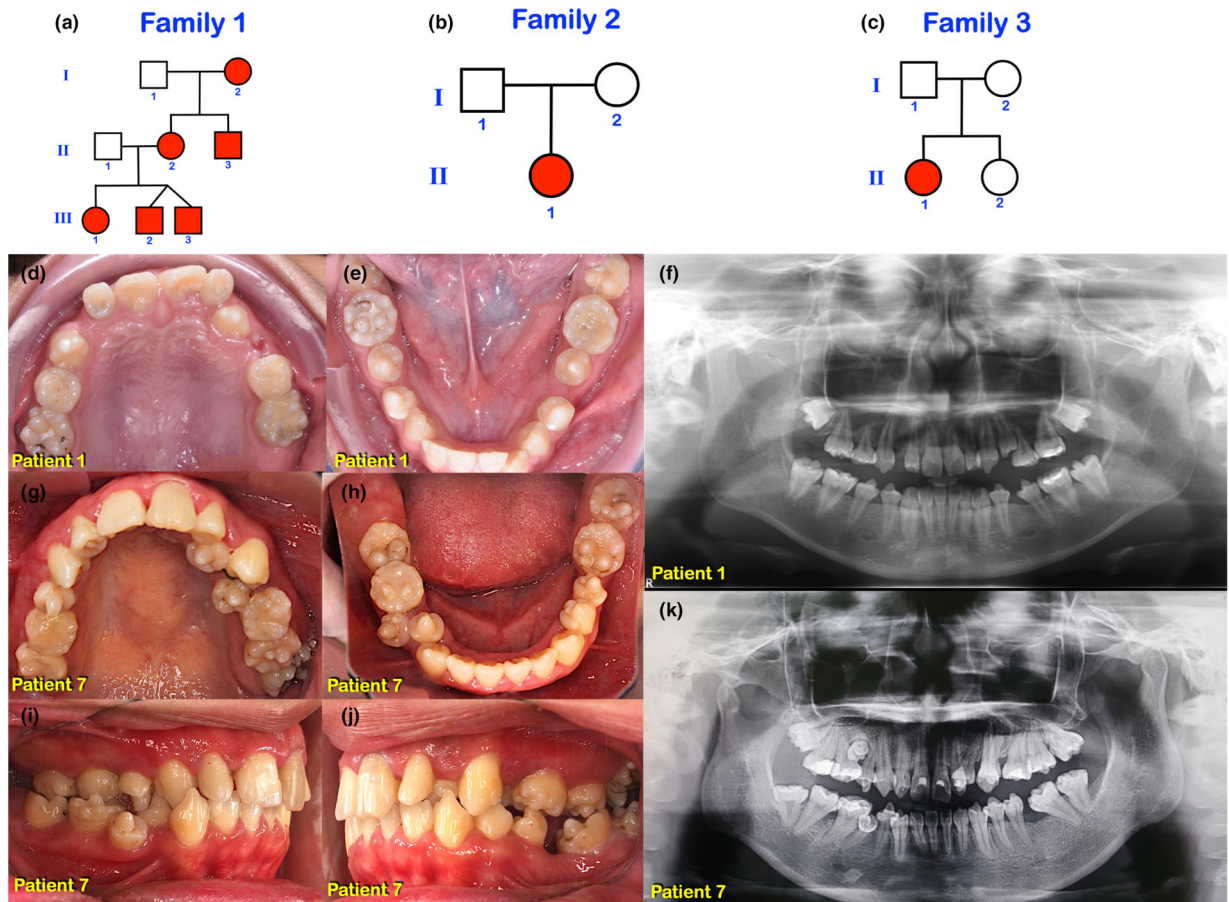 (a) Family 1
I
1
2
II
1
2
3
III
1
2
3
(b) Family 2
I
1
2
II
1
(c) Family 3
I
1
2
II
1
2
(d)
Patient 1
(e)
Patient 1
(f)
R
Patient 1
(g)
Patient 7
(h)
Patient 7
(i)
Patient 7
(j)
Patient 7
(k)
Patient 7